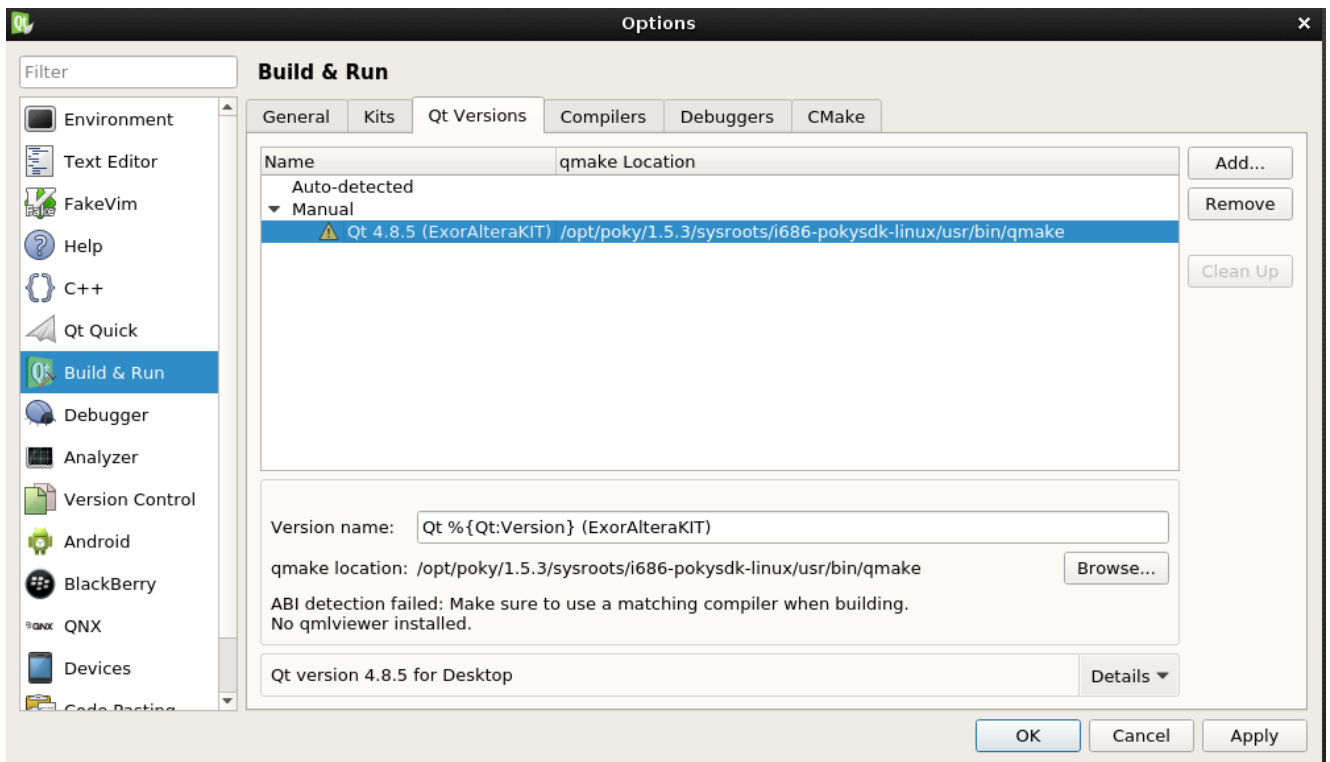 Options
Filter
Build & Run
Environment
Text Editor
FakeVim
Help
C++
Qt Quick
Build & Run
Debugger
Analyzer
Version Control
Android
BlackBerry
QNX
Devices
Code Pasting
General Kits Qt Versions Compilers Debuggers CMake
Name qmake Location
Auto-detected
Manual
Qt 4.8.5 (ExorAlteraKIT) /opt/poky/1.5.3/sysroots/i686-pokysdk-linux/usr/bin/qmake
Add...
Remove
Clean Up
Version name: Qt %{Qt:Version} (ExorAlteraKIT)
qmake location: /opt/poky/1.5.3/sysroots/i686-pokysdk-linux/usr/bin/qmake Browse...
ABI detection failed: Make sure to use a matching compiler when building.
No qmlviewer installed.
Qt version 4.8.5 for Desktop Details
OK Cancel Apply